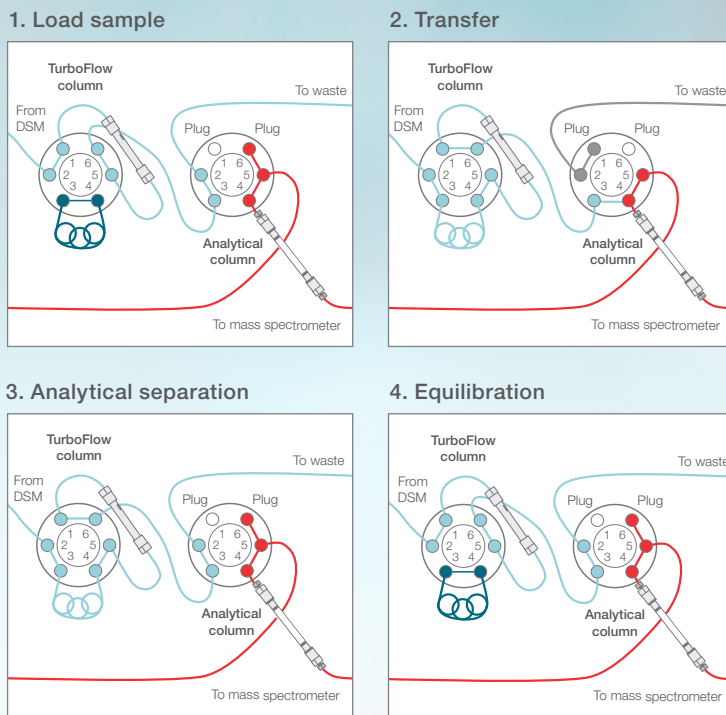 1. Load sample
TurboFlow
column
From
DSM
To waste
Plug
Plug
1 6
2 5
3 4
1 6
2 5
3 4
Analytical
column
To mass spectrometer
2. Transfer
TurboFlow
column
From
DSM
To waste
Plug
Plug
1 6
2 5
3 4
1 6
2 5
3 4
Analytical
column
To mass spectrometer
3. Analytical separation
TurboFlow
column
From
DSM
To waste
Plug
Plug
1 6
2 5
3 4
1 6
2 5
3 4
Analytical
column
To mass spectrometer
4. Equilibration
TurboFlow
column
From
DSM
To waste
Plug
Plug
1 6
2 5
3 4
1 6
2 5
3 4
Analytical
column
To mass spectrometer